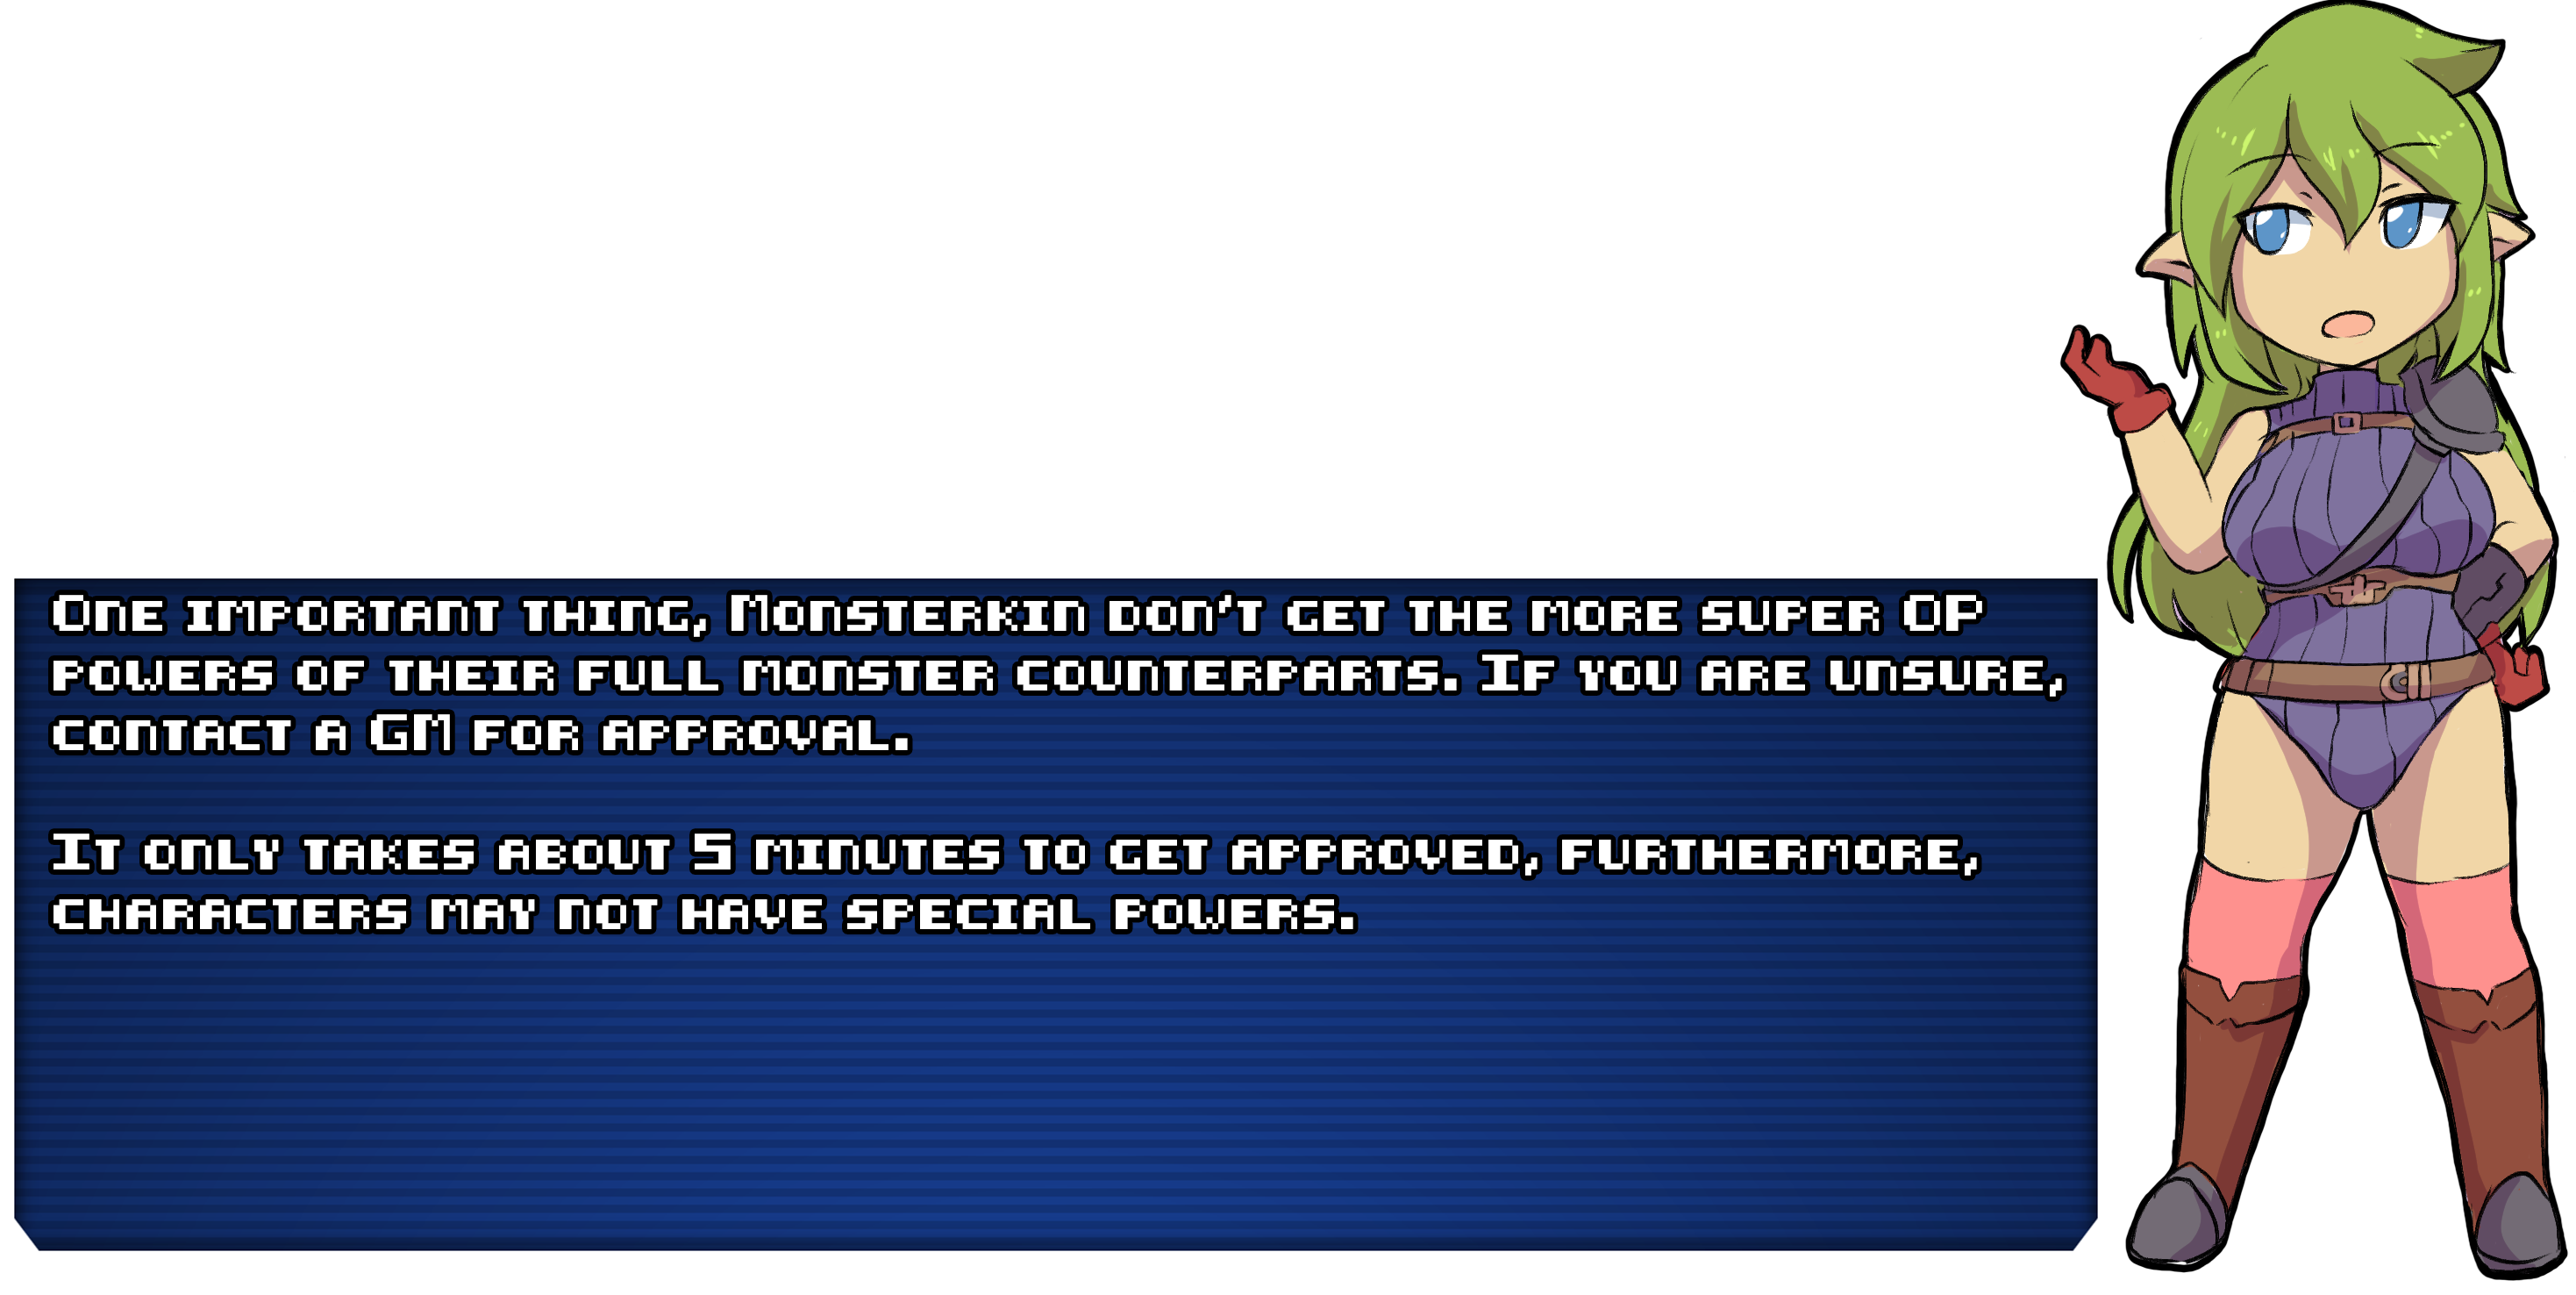 One important thing, Monsterkin don't get the more super OP
powers of their full monster counterparts. If you are unsure,
contact a GM for approval.
It only takes about 5 minutes to get approved, furthermore,
characters may not have special powers.